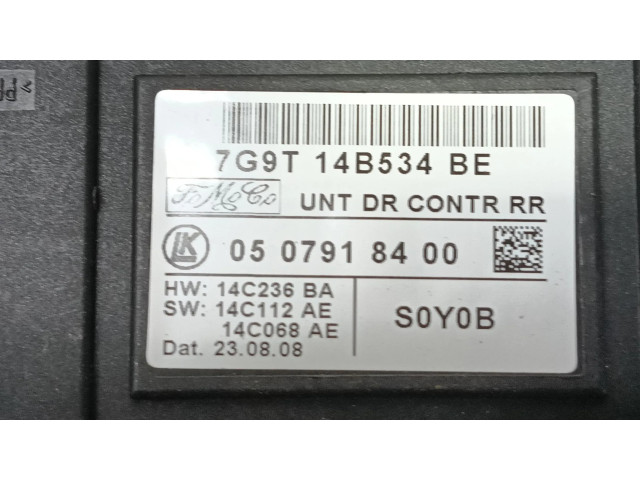 7G9T 14B534 BE
FoMoCo UNT DR CONTR RR
LK 05 0791 84 00
HW: 14C236 BA
SW: 14C112 AE
14C068 AE
Dat. 23.08.08
S0Y0B